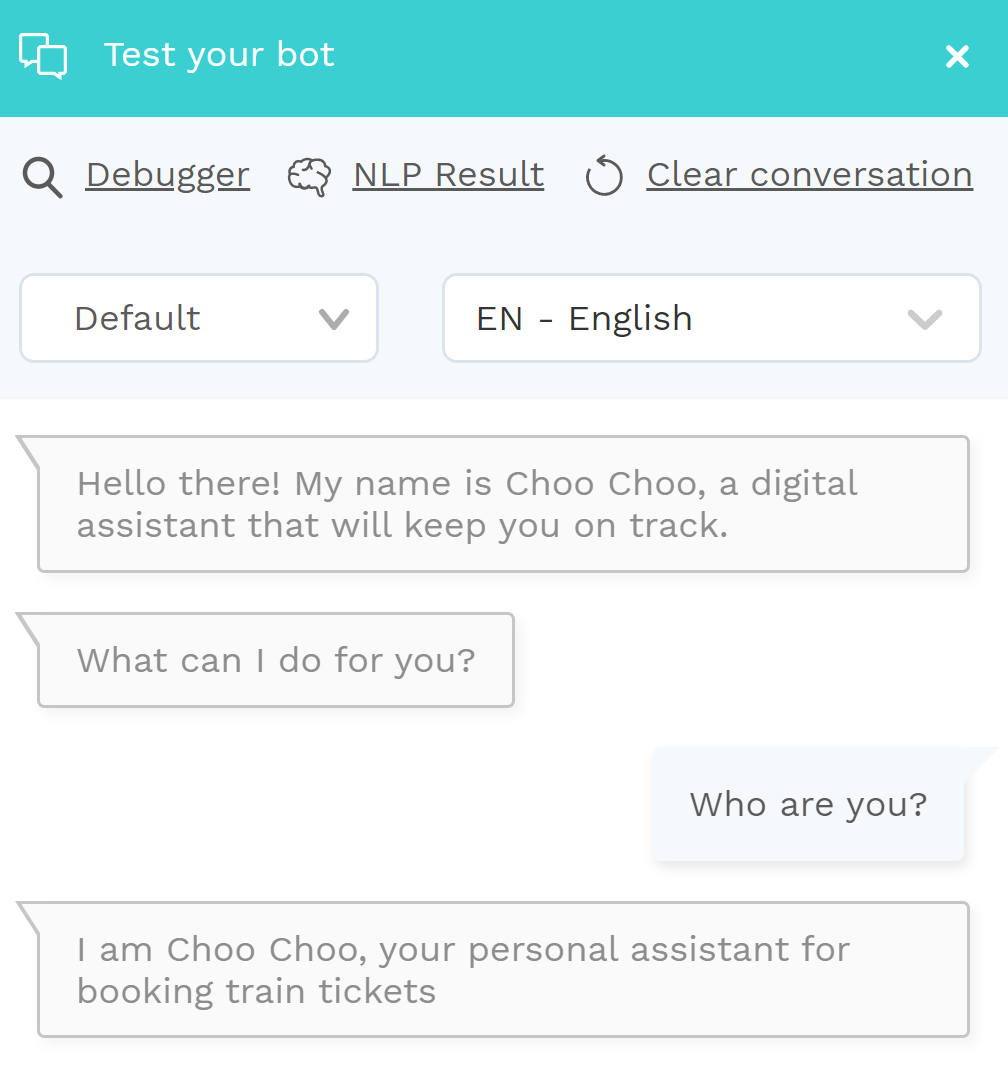 Test your bot
Debugger NLP Result Clear conversation
Default EN - English
Hello there! My name is Choo Choo, a digital
assistant that will keep you on track.
What can I do for you?
Who are you?
I am Choo Choo, your personal assistant for
booking train tickets